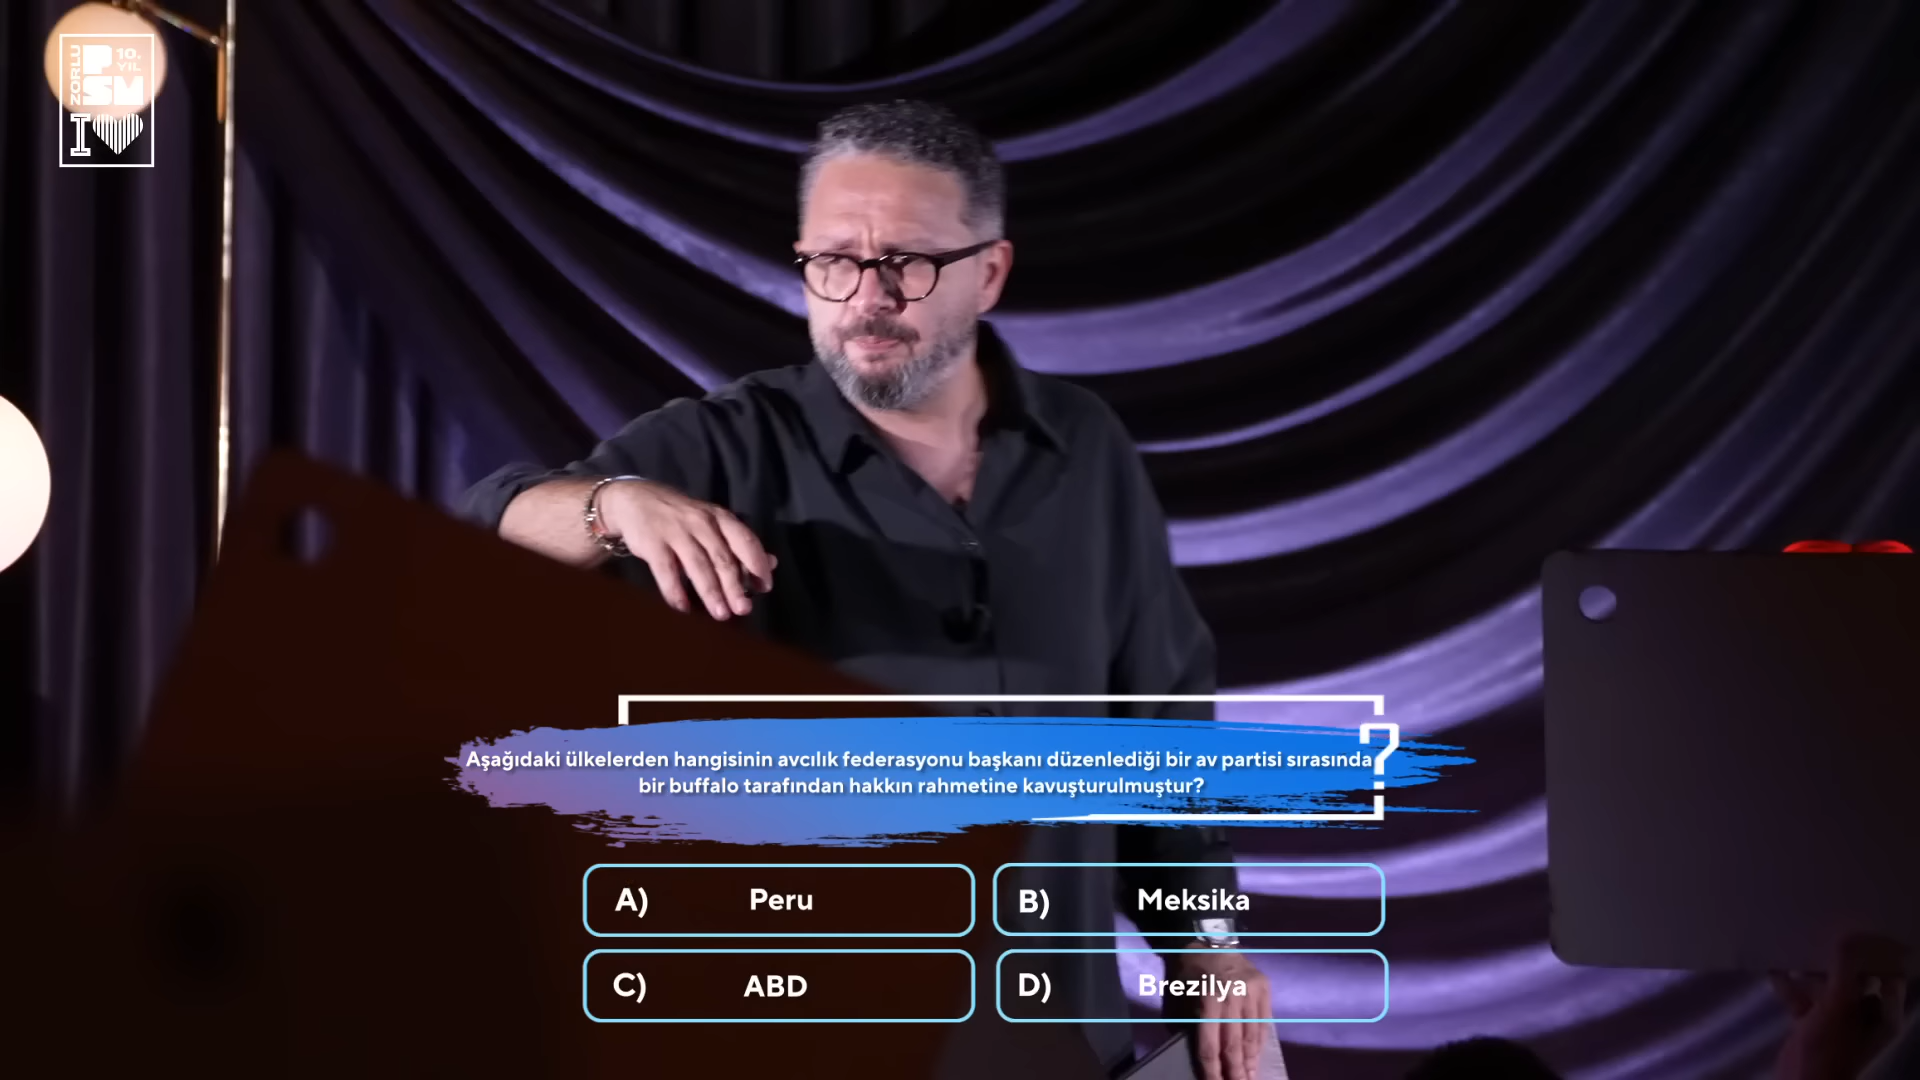 ZORLU
PSM
10.
YIL
I
Aşağıdaki ülkelerden hangisinin avcılık federasyonu başkanı düzenlediği bir av partisi sırasında
bir buffalo tarafından hakkın rahmetine kavuşturulmuştur?
?
A) Peru
B) Meksika
C) ABD
D) Brezilya